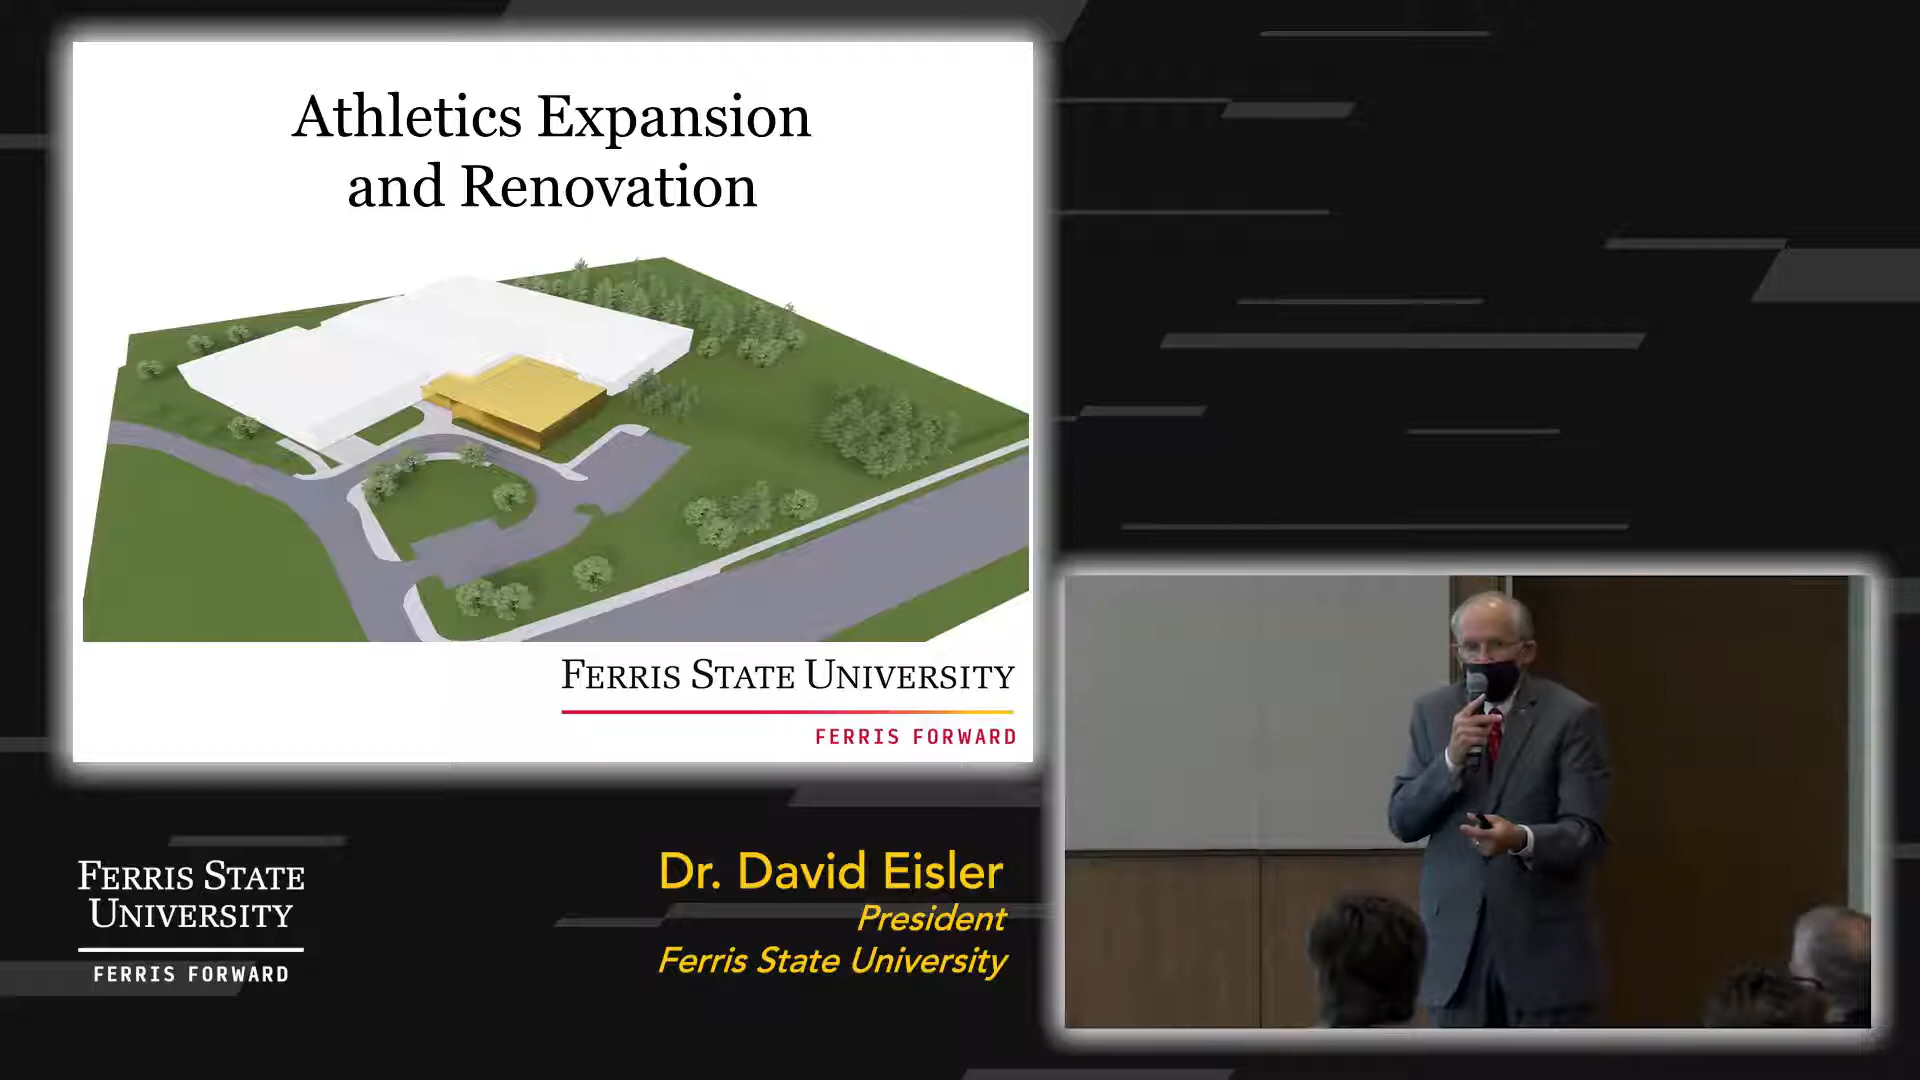 Athletics Expansion
and Renovation
FERRIS STATE UNIVERSITY
FERRIS FORWARD
FERRIS STATE
UNIVERSITY
FERRIS FORWARD
Dr. David Eisler
President
Ferris State University